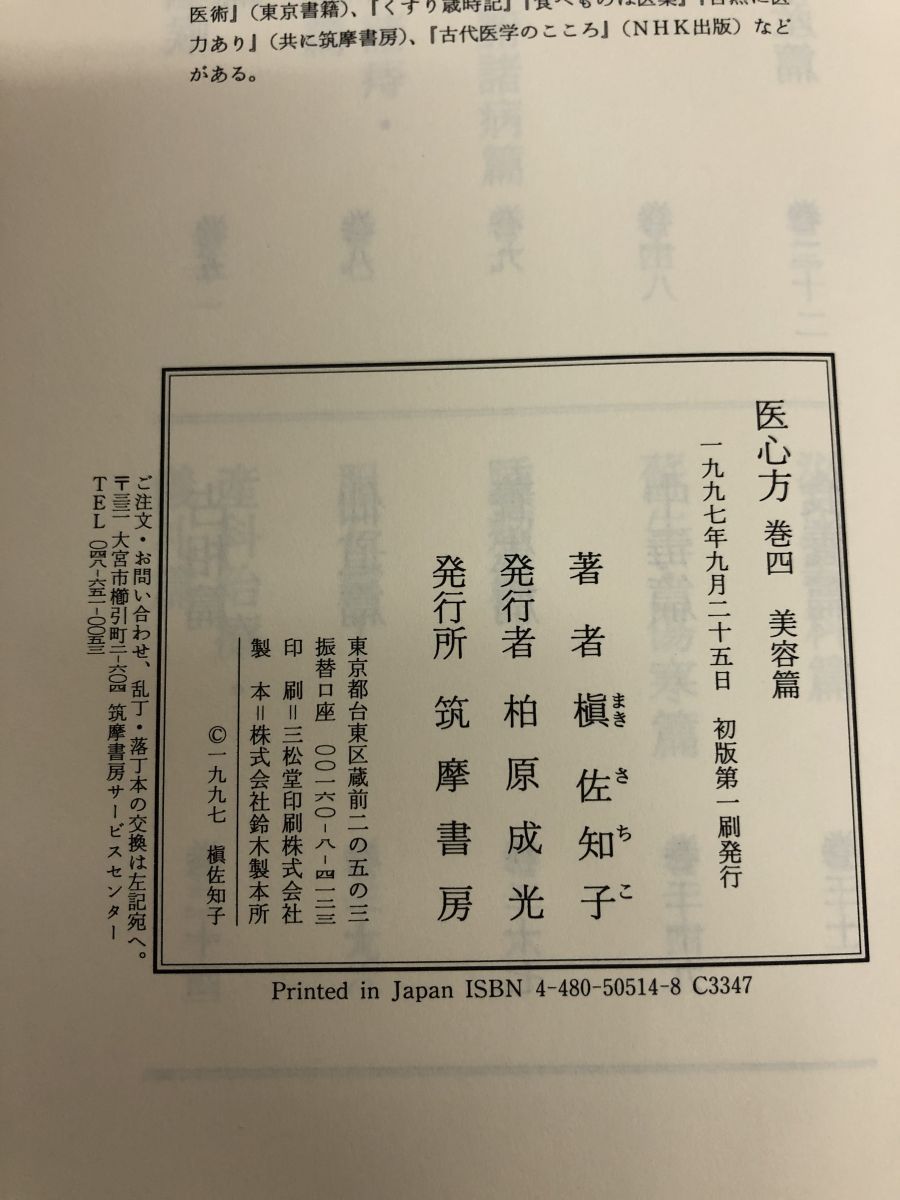 医術』（東京書籍）、『くすり歳時記』『食べものは医薬』『自然に医
力あり』（共に筑摩書房）、『古代医学のこころ』（NHK出版）など
がある。
医心方 巻四 美容篇
一九九七年九月二十五日 初版第一刷発行
著者 槇佐知子
まきさちこ
発行者 柏原成光
発行所 筑摩書房
東京都台東区蔵前二の五の三
振替口座 〇〇一六〇-八-四一二三
印刷＝三松堂印刷株式会社
製本＝株式会社鈴木製本所
©一九九七 槇佐知子
ご注文・お問い合わせ、乱丁・落丁本の交換は左記宛へ。
〒三三一 大宮市櫛引町二-六〇四 筑摩書房サービスセンター
TEL 〇四八-六五一-〇〇五三
Printed in Japan ISBN 4-480-50514-8 C3347